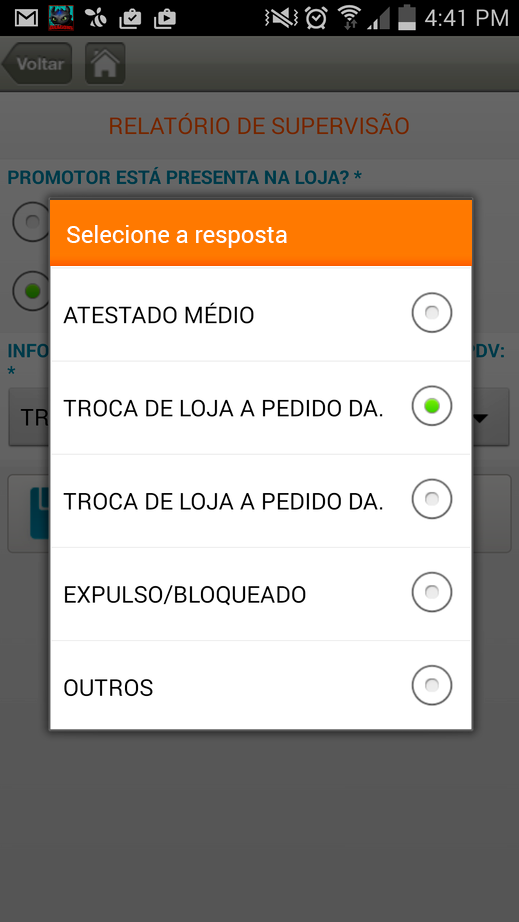 4:41 PM
Voltar
RELATÓRIO DE SUPERVISÃO
PROMOTOR ESTÁ PRESENTA NA LOJA? *
Selecione a resposta
ATESTADO MÉDIO
INFO
PDV:
*
TROCA DE LOJA A PEDIDO DA.
TR
TROCA DE LOJA A PEDIDO DA.
EXPULSO/BLOQUEADO
OUTROS